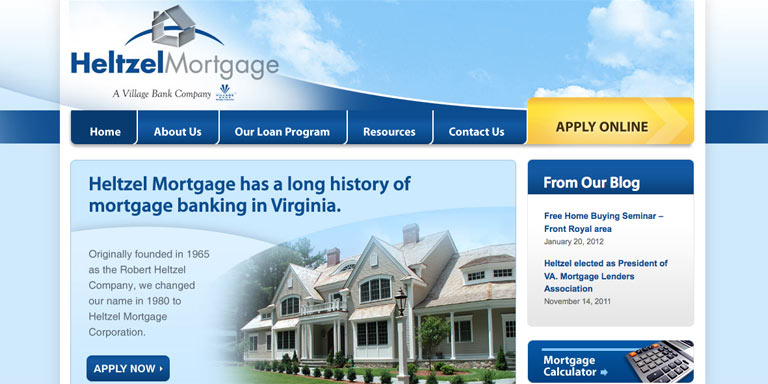 HeltzelMortgage
A Village Bank Company
Home
About Us
Our Loan Program
Resources
Contact Us
APPLY ONLINE
Heltzel Mortgage has a long history of
mortgage banking in Virginia.
Originally founded in 1965
as the Robert Heltzel
Company, we changed
our name in 1980 to
Heltzel Mortgage
Corporation.
APPLY NOW
From Our Blog
Free Home Buying Seminar –
Front Royal area
January 20, 2012
Heltzel elected as President of
VA. Mortgage Lenders
Association
November 14, 2011
Mortgage
Calculator